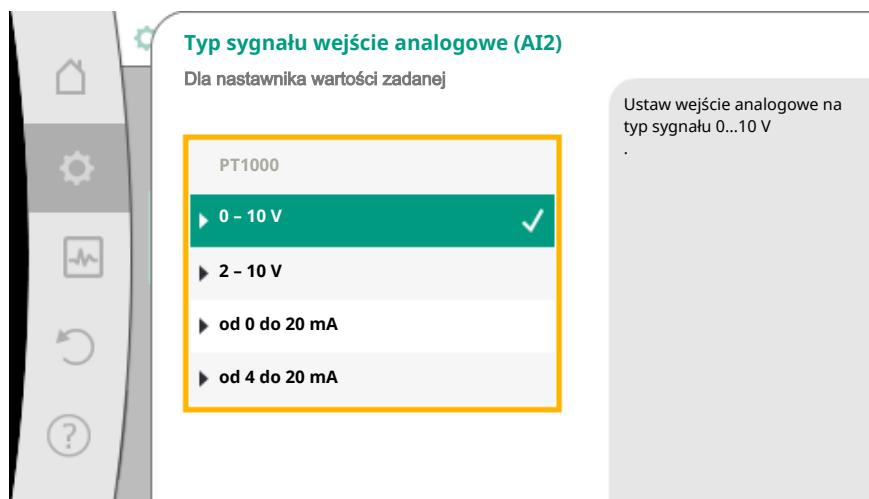 Typ sygnału wejście analogowe (AI2)
Dla nastawnika wartości zadanej
PT1000
0 – 10 V
2 – 10 V
od 0 do 20 mA
od 4 do 20 mA
Ustaw wejście analogowe na
typ sygnału 0...10 V
.
?